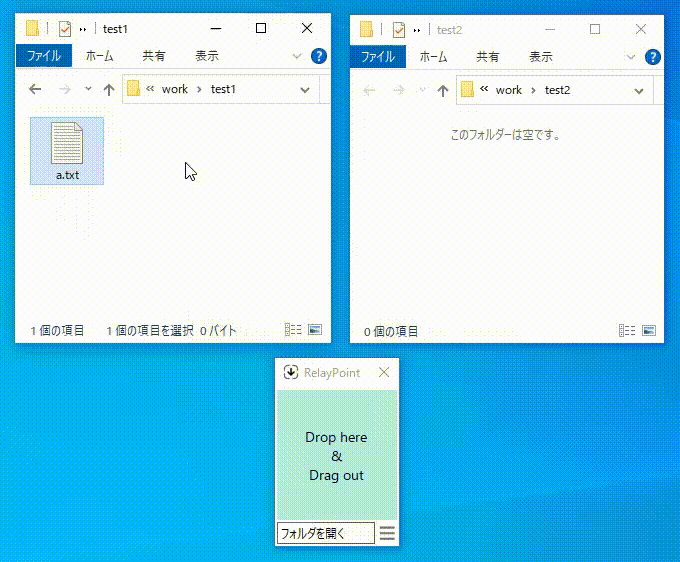 test1
ファイル ホーム 共有 表示
« work › test1
a.txt
1 個の項目 1 個の項目を選択 0 バイト
test2
ファイル ホーム 共有 表示
« work › test2
このフォルダーは空です。
0 個の項目
RelayPoint
Drop here
&
Drag out
フォルダを開く